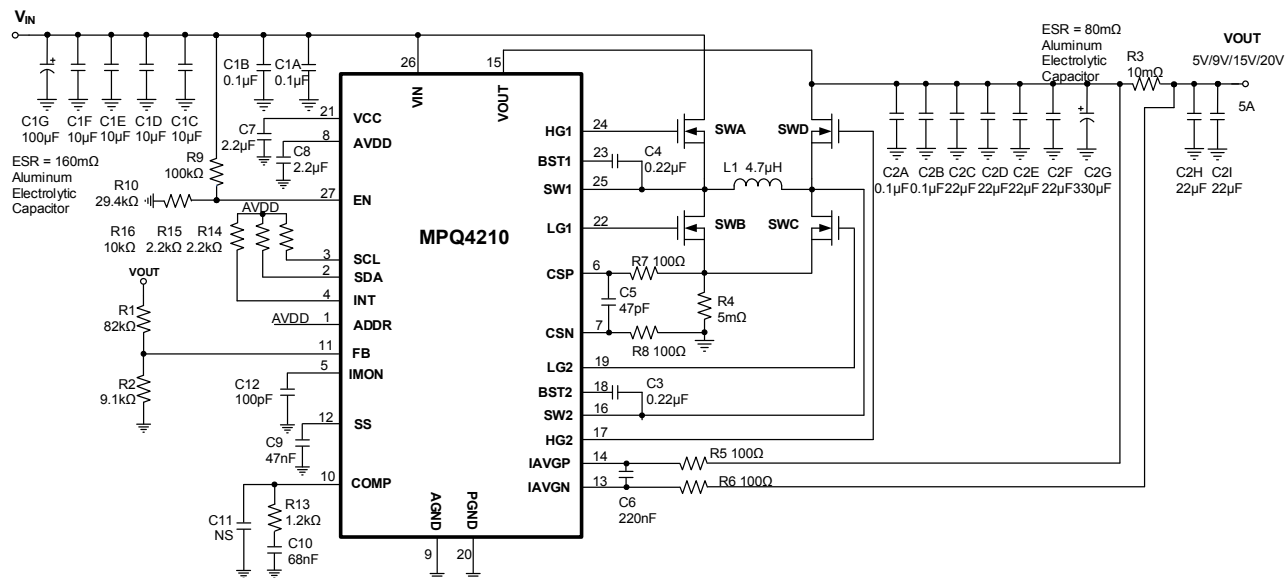 VIN
C1G
100µF
C1F
10µF
C1E
10µF
C1D
10µF
C1C
10µF
C1B
0.1µF
C1A
0.1µF
ESR = 160mΩ
Aluminum
Electrolytic
Capacitor
R9
100kΩ
R10
29.4kΩ
C7
2.2µF
C8
2.2µF
AVDD
R16
10kΩ
R15
2.2kΩ
R14
2.2kΩ
VOUT
R1
82kΩ
R2
9.1kΩ
AVDD
C12
100pF
C9
47nF
C11
NS
R13
1.2kΩ
C10
68nF
26
VIN
15
VOUT
21
VCC
8
AVDD
27
EN
3
SCL
2
SDA
4
INT
1
ADDR
11
FB
5
IMON
12
SS
10
COMP
MPQ4210
AGND
9
PGND
20
HG1
24
BST1
23
SW1
25
LG1
22
CSP
6
CSN
7
LG2
19
BST2
18
SW2
16
HG2
17
IAVGP
14
IAVGN
13
C4
0.22µF
SWA
SWD
L1 4.7µH
SWB
SWC
R7 100Ω
C5
47pF
R8 100Ω
R4
5mΩ
C3
0.22µF
R5 100Ω
R6 100Ω
C6
220nF
ESR = 80mΩ
Aluminum
Electrolytic
Capacitor
R3
10mΩ
VOUT
5V/9V/15V/20V
5A
C2A
0.1µF
C2B
0.1µF
C2C
22µF
C2D
22µF
C2E
22µF
C2F
22µF
C2G
330µF
C2H
22µF
C2I
22µF